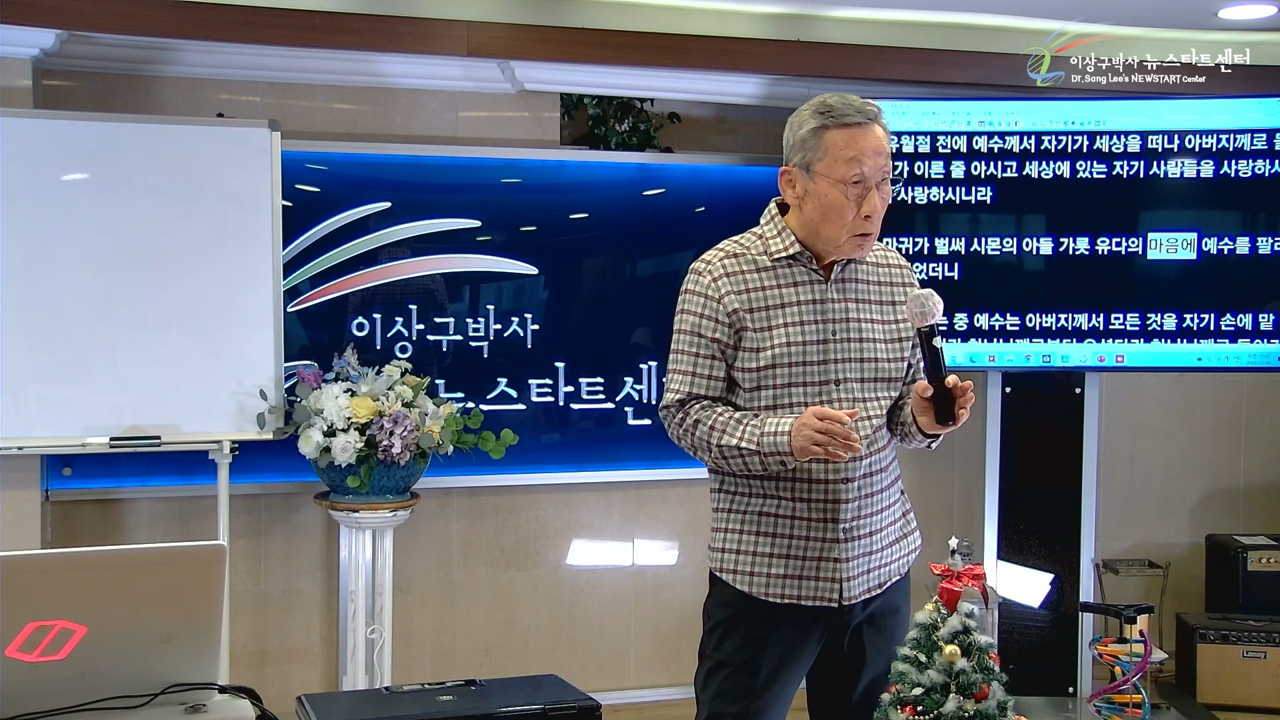 이상구박사 뉴스타트센터
Dr. Sang Lee's NEWSTART Center
유월절 전에 예수께서 자기가 세상을 떠나 아버지께로
가 이른 줄 아시고 세상에 있는 자기 사람들을 사랑하시
사랑하시니라
마귀가 벌써 시몬의 아들 가룟 유다의 마음에 예수를 팔려
었더니
는 중 예수는 아버지께서 모든 것을 자기 손에 맡
이상구박사
뉴스타트센
Laney